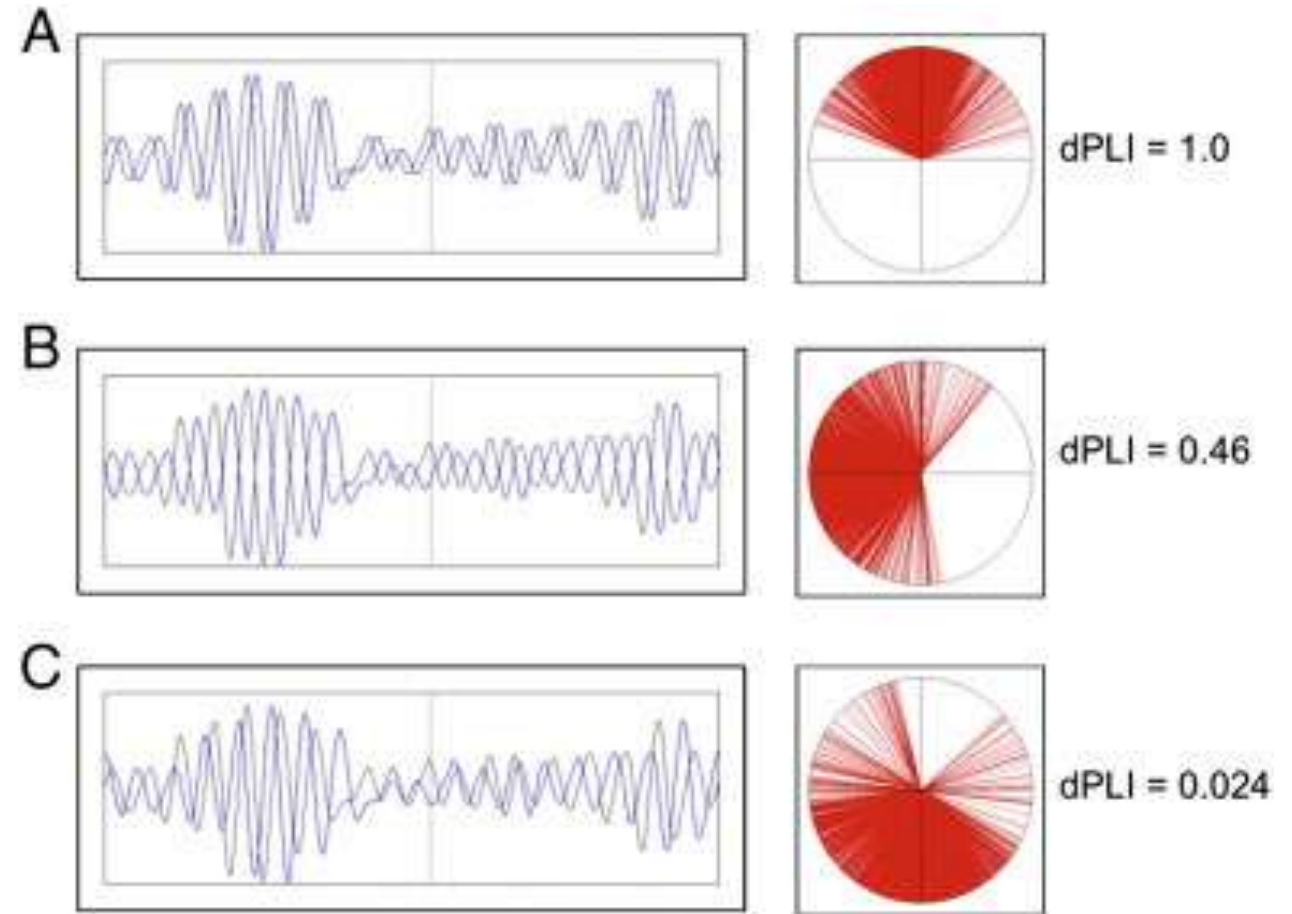 A
dPLI = 1.0
B
dPLI = 0.46
C
dPLI = 0.024